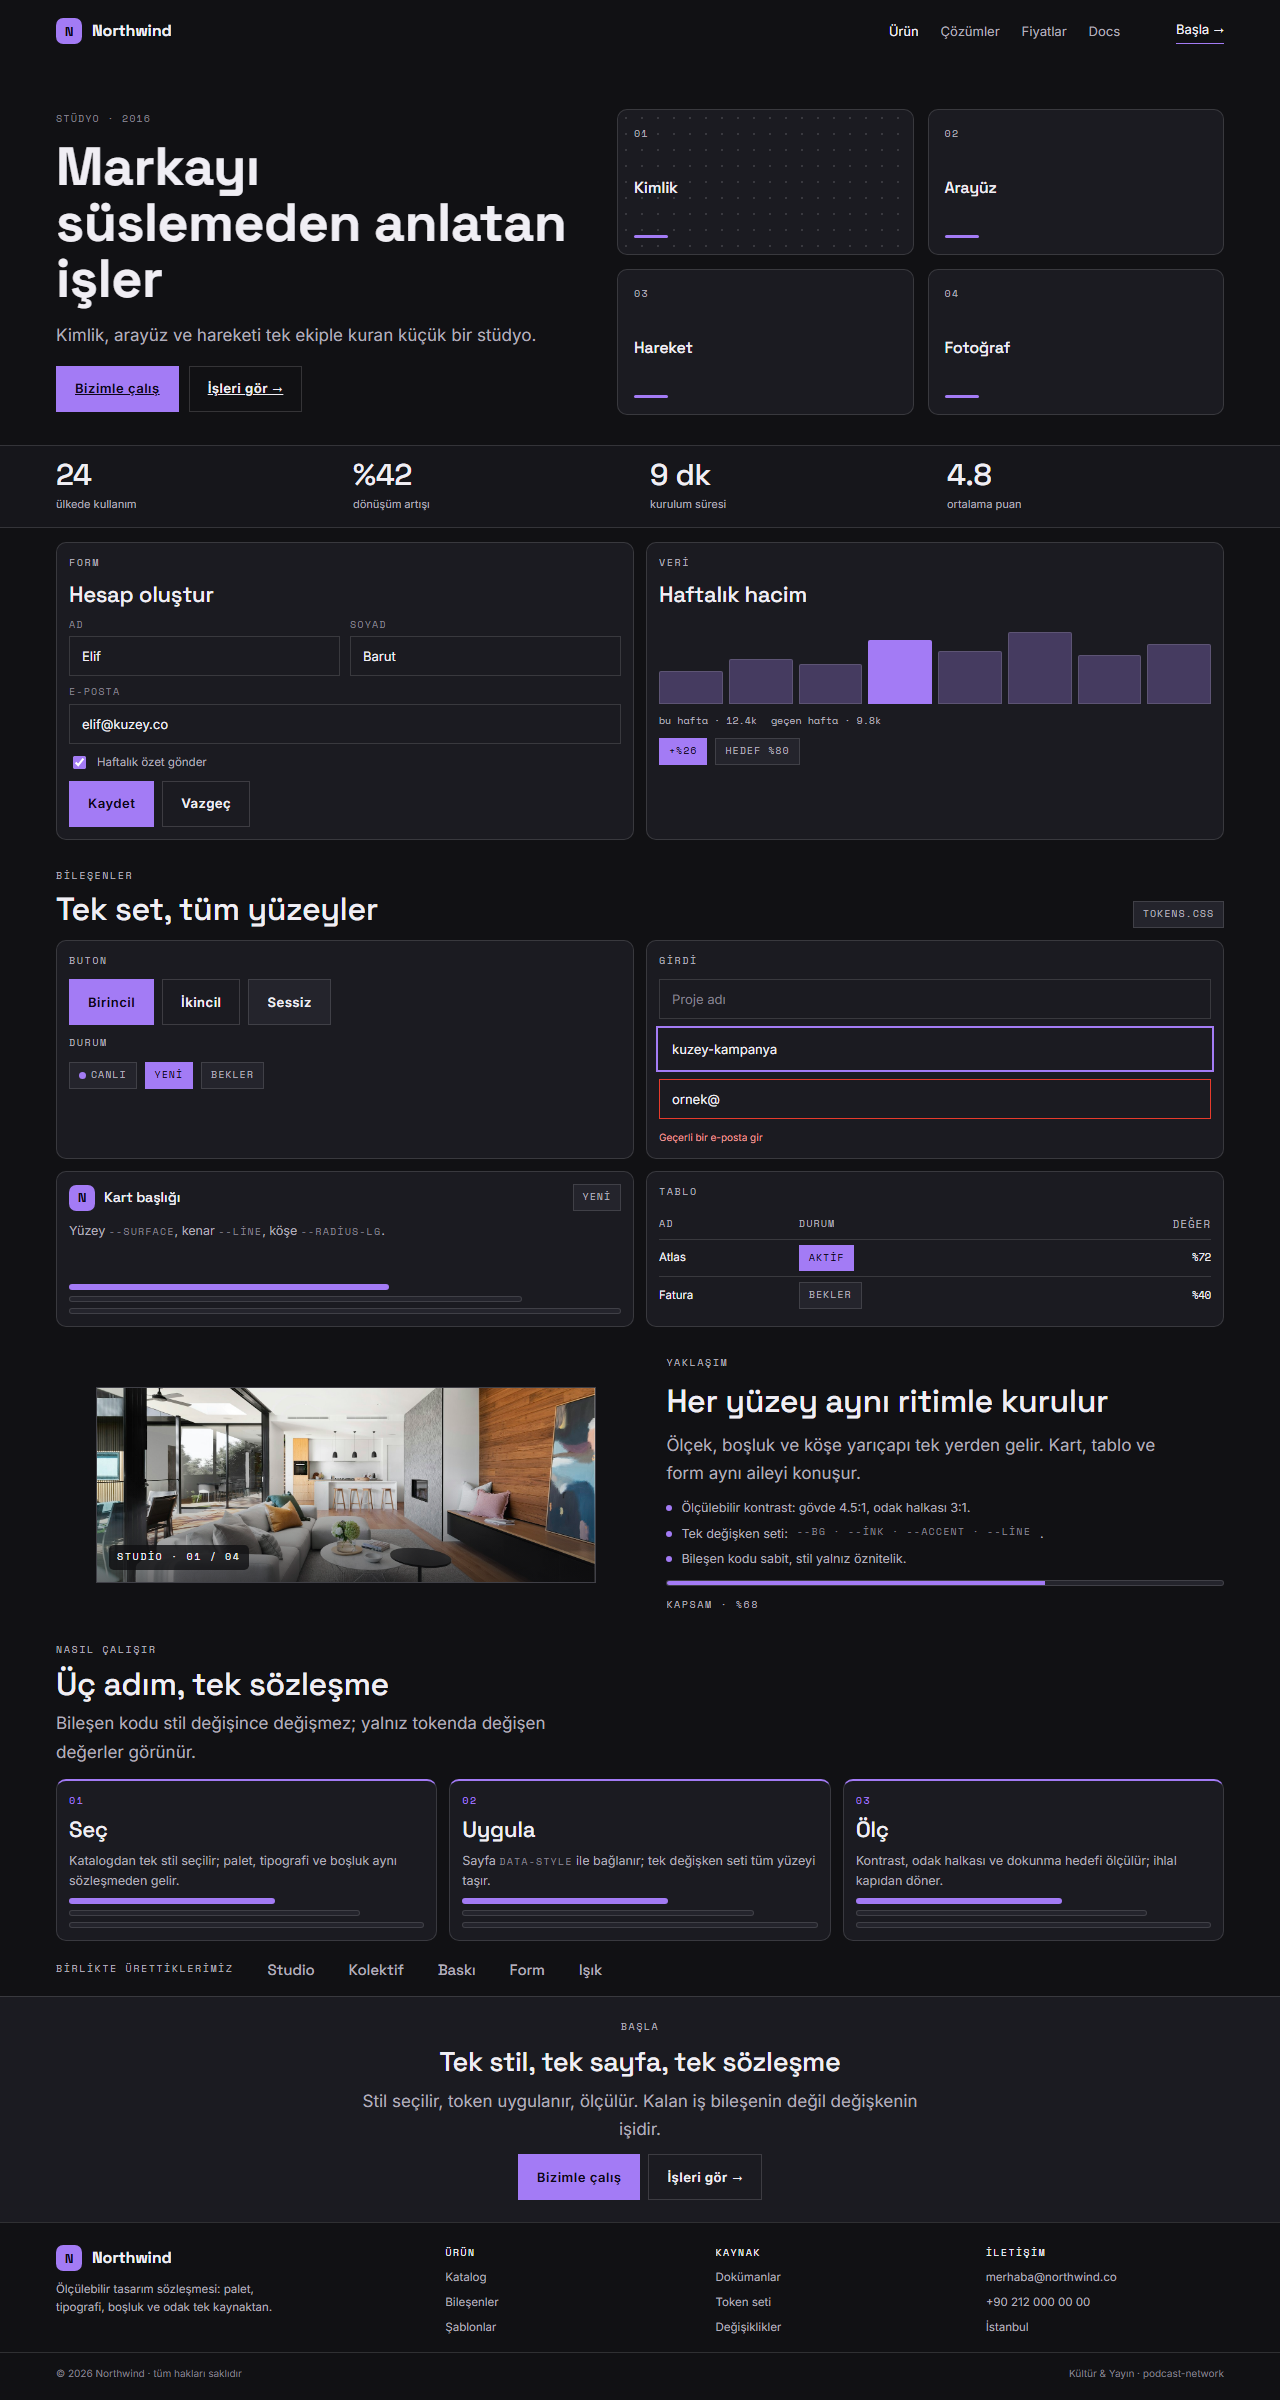 N Northwind
Ürün Çözümler Fiyatlar Docs Başla →
STÜDYO · 2016
Markayı
süslemeden anlatan
işler
Kimlik, arayüz ve hareketi tek ekiple kuran küçük bir stüdyo.
Bizimle çalış İşleri gör →
01
Kimlik
02
Arayüz
03
Hareket
04
Fotoğraf
24
ülkede kullanım
%42
dönüşüm artışı
9 dk
kurulum süresi
4.8
ortalama puan
FORM
Hesap oluştur
AD SOYAD
Elif Barut
E-POSTA
elif@kuzey.co
Haftalık özet gönder
Kaydet Vazgeç
VERİ
Haftalık hacim
bu hafta · 12.4k geçen hafta · 9.8k
+%26 HEDEF %80
BİLEŞENLER
Tek set, tüm yüzeyler
TOKENS.CSS
BUTON
Birincil İkincil Sessiz
DURUM
CANLI YENİ BEKLER
GİRDİ
Proje adı
kuzey-kampanya
ornek@
Geçerli bir e-posta gir
N Kart başlığı YENİ
Yüzey --SURFACE, kenar --LİNE, köşe --RADİUS-LG.
TABLO
AD DURUM DEĞER
Atlas AKTİF %72
Fatura BEKLER %40
STUDİO · 01 / 04
YAKLAŞIM
Her yüzey aynı ritimle kurulur
Ölçek, boşluk ve köşe yarıçapı tek yerden gelir. Kart, tablo ve
form aynı aileyi konuşur.
Ölçülebilir kontrast: gövde 4.5:1, odak halkası 3:1.
Tek değişken seti: --BG · --İNK · --ACCENT · --LİNE .
Bileşen kodu sabit, stil yalnız öznitelik.
KAPSAM · %68
NASIL ÇALIŞIR
Üç adım, tek sözleşme
Bileşen kodu stil değişince değişmez; yalnız tokenda değişen
değerler görünür.
01
Seç
Katalogdan tek stil seçilir; palet, tipografi ve boşluk aynı
sözleşmeden gelir.
02
Uygula
Sayfa DATA-STYLE ile bağlanır; tek değişken seti tüm yüzeyi
taşır.
03
Ölç
Kontrast, odak halkası ve dokunma hedefi ölçülür; ihlal
kapıdan döner.
BİRLİKTE ÜRETTİKLERİMİZ Studio Kolektif Baskı Form Işık
BAŞLA
Tek stil, tek sayfa, tek sözleşme
Stil seçilir, token uygulanır, ölçülür. Kalan iş bileşenin değil değişkenin
işidir.
Bizimle çalış İşleri gör →
N Northwind
Ölçülebilir tasarım sözleşmesi: palet,
tipografi, boşluk ve odak tek kaynaktan.
ÜRÜN
Katalog
Bileşenler
Şablonlar
KAYNAK
Dokümanlar
Token seti
Değişiklikler
İLETİŞİM
merhaba@northwind.co
+90 212 000 00 00
İstanbul
© 2026 Northwind · tüm hakları saklıdır
Kültür & Yayın · podcast-network